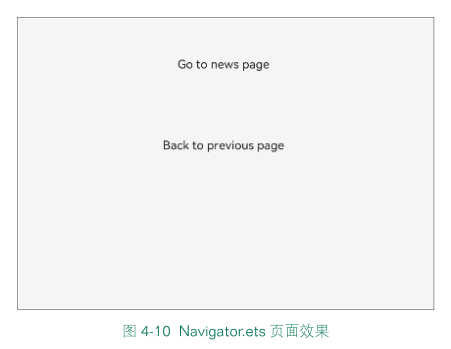 Go to news page
Back to previous page
图 4-10 Navigator.ets 页面效果